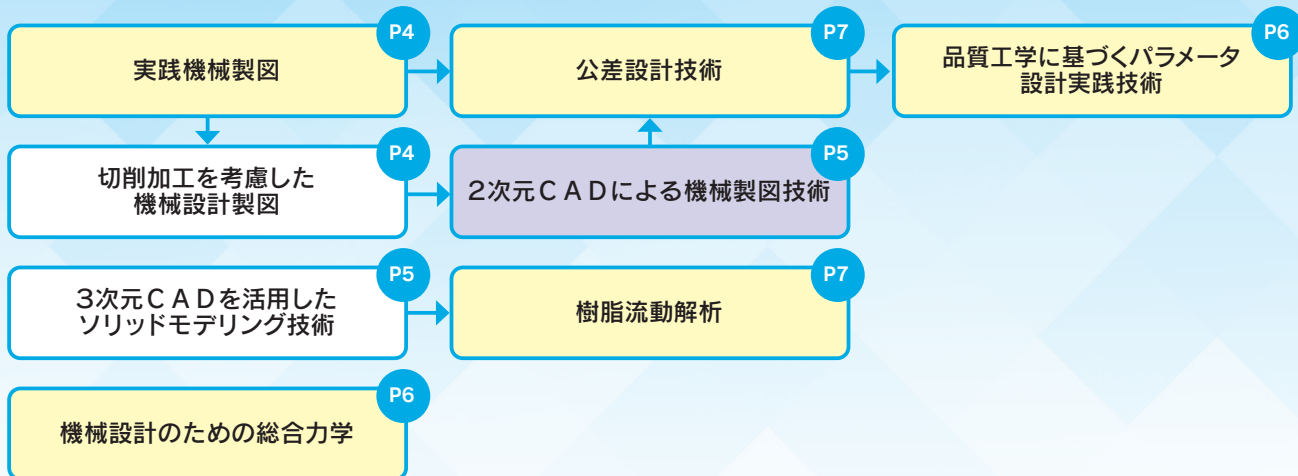 P4
実践機械製図
P7
公差設計技術
P6
品質工学に基づくパラメータ
設計実践技術
P4
切削加工を考慮した
機械設計製図
P5
２次元ＣＡＤによる機械製図技術
P5
３次元ＣＡＤを活用した
ソリッドモデリング技術
P7
樹脂流動解析
P6
機械設計のための総合力学